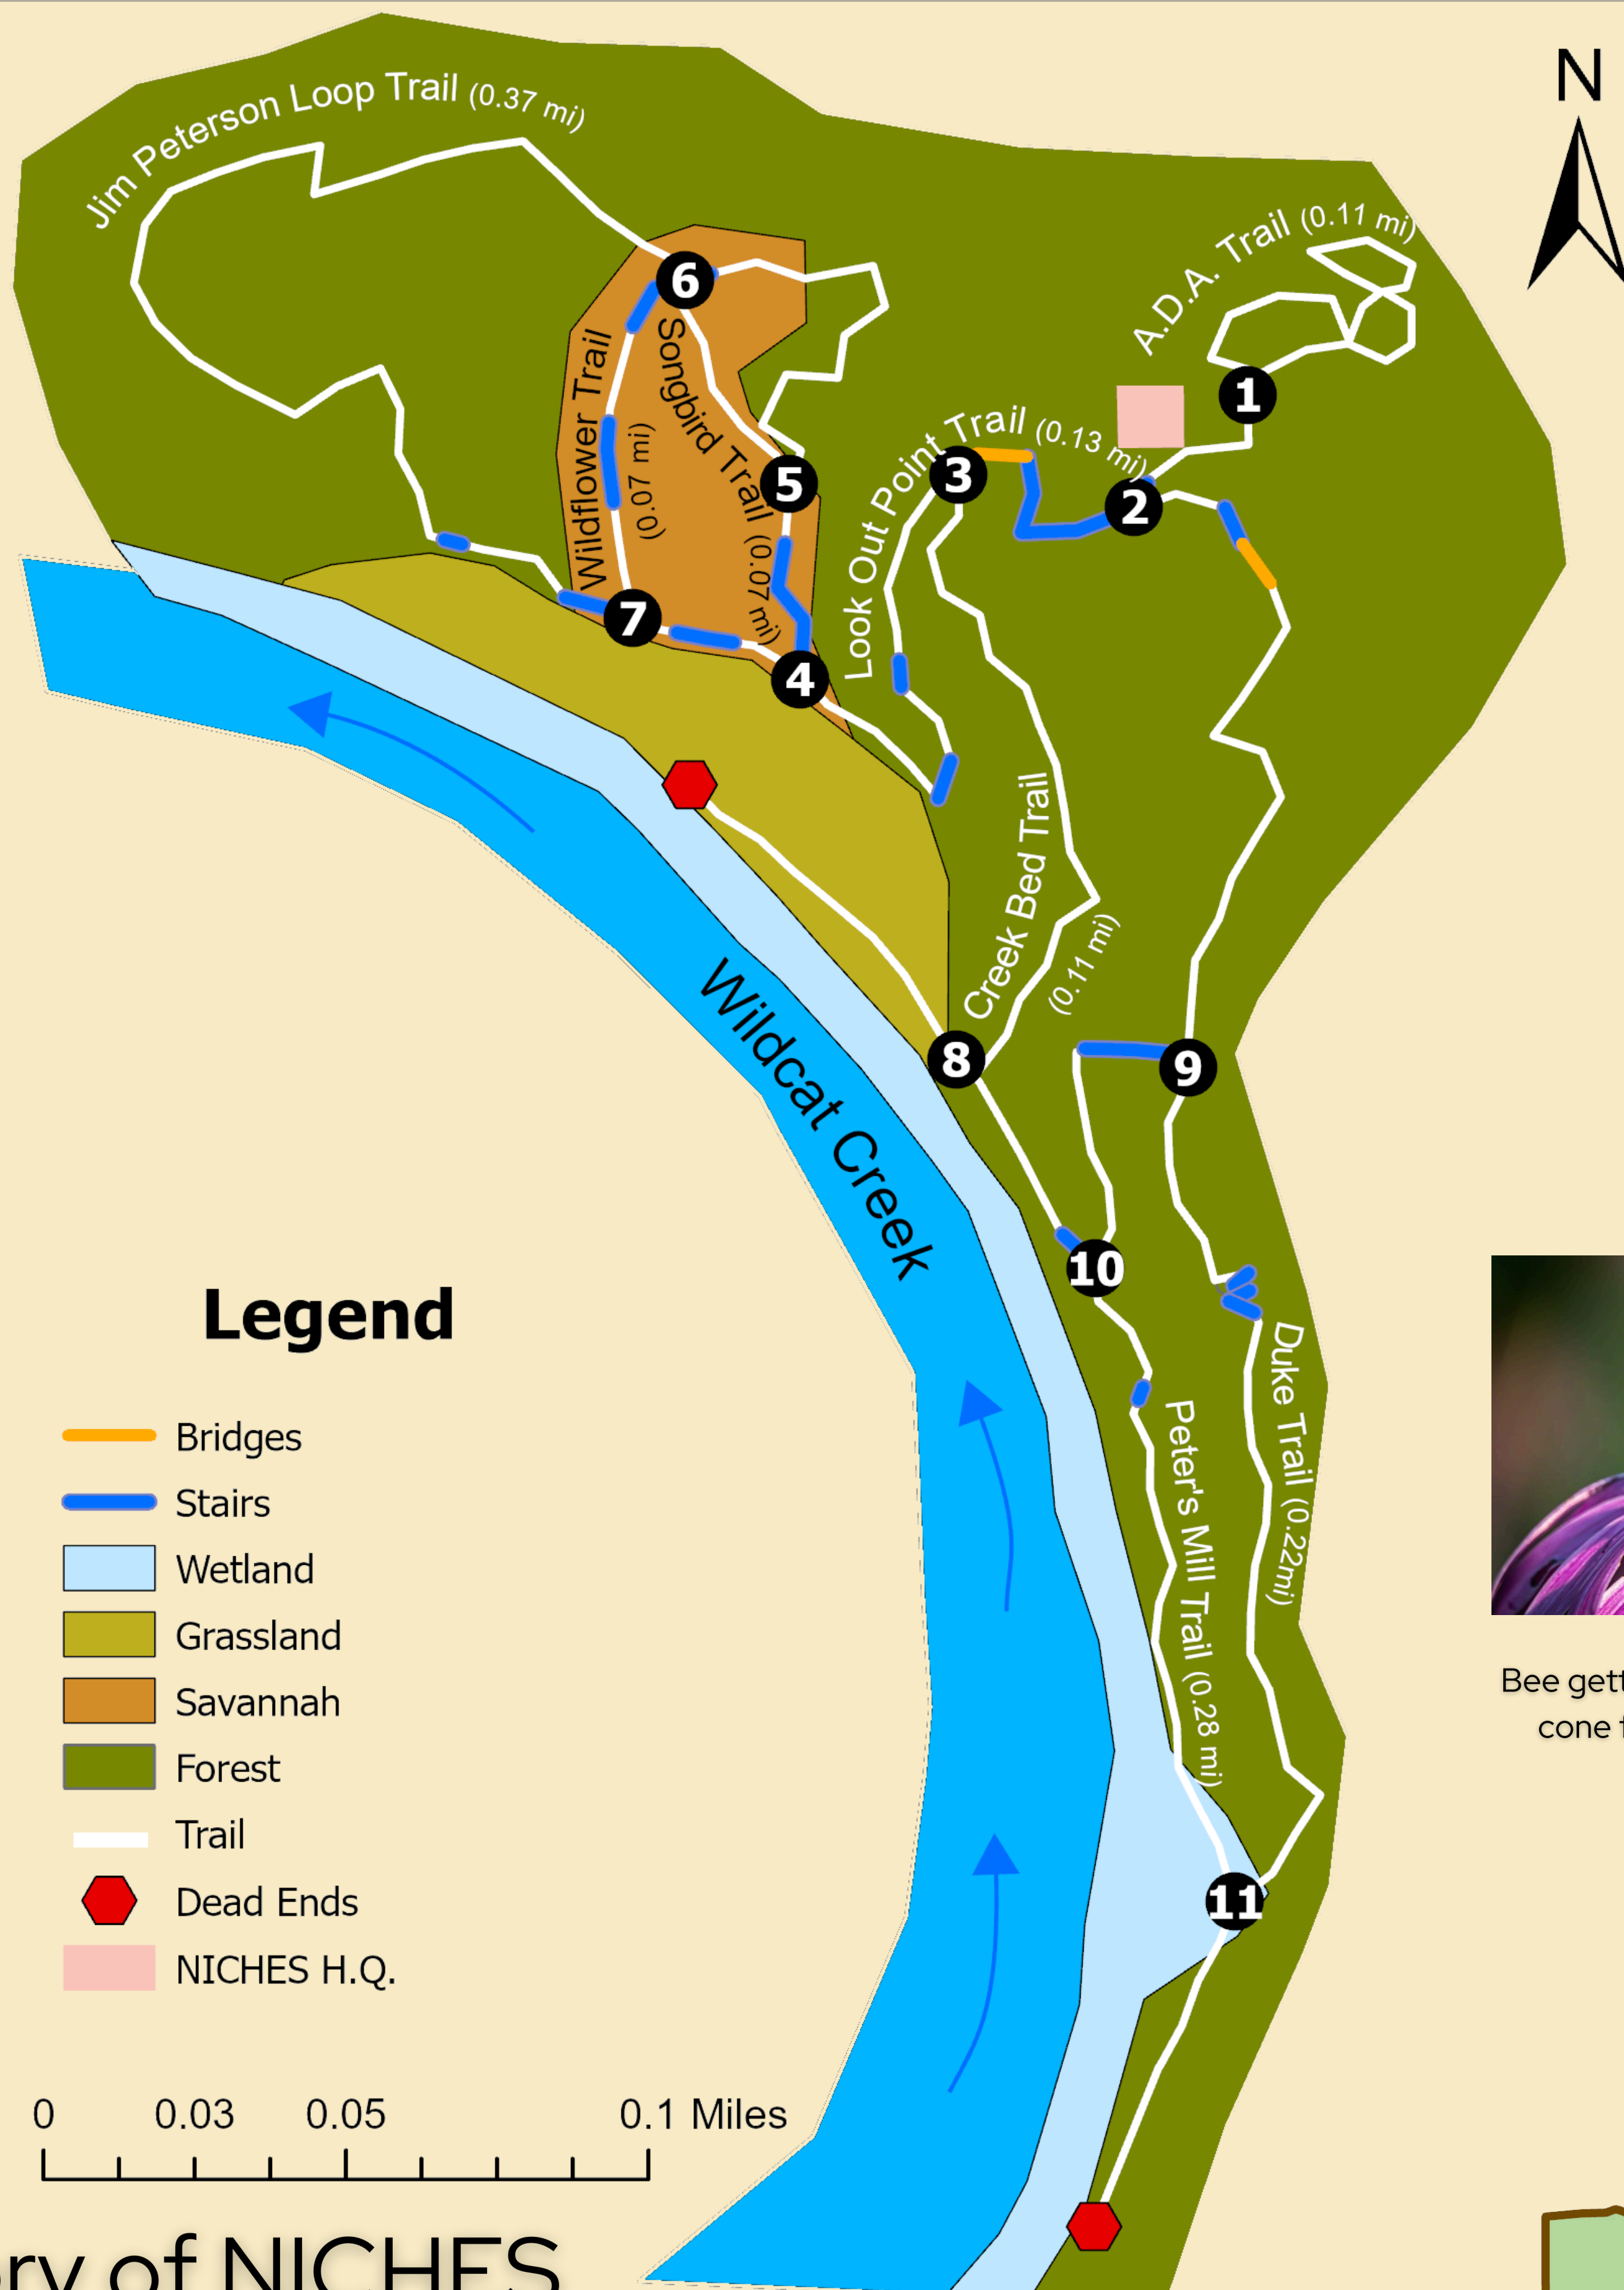 N
Jim Peterson Loop Trail (0.37 mi)
A.D.A. Trail (0.11 mi)
6
1
Wildflower Trail
(0.07 mi)
Songbird Trail (0.07 mi)
Look Out Point Trail (0.13 mi)
3
5
2
7
4
Creek Bed Trail
(0.11 mi)
Wildcat Creek
8
9
10
Duke Trail (0.22mi)
Peter's Mill Trail (0.28 mi)
11
Legend
Bridges
Stairs
Wetland
Grassland
Savannah
Forest
Trail
Dead Ends
NICHES H.Q.
Bee gett
cone f
0 0.03 0.05 0.1 Miles
ry of NICHES